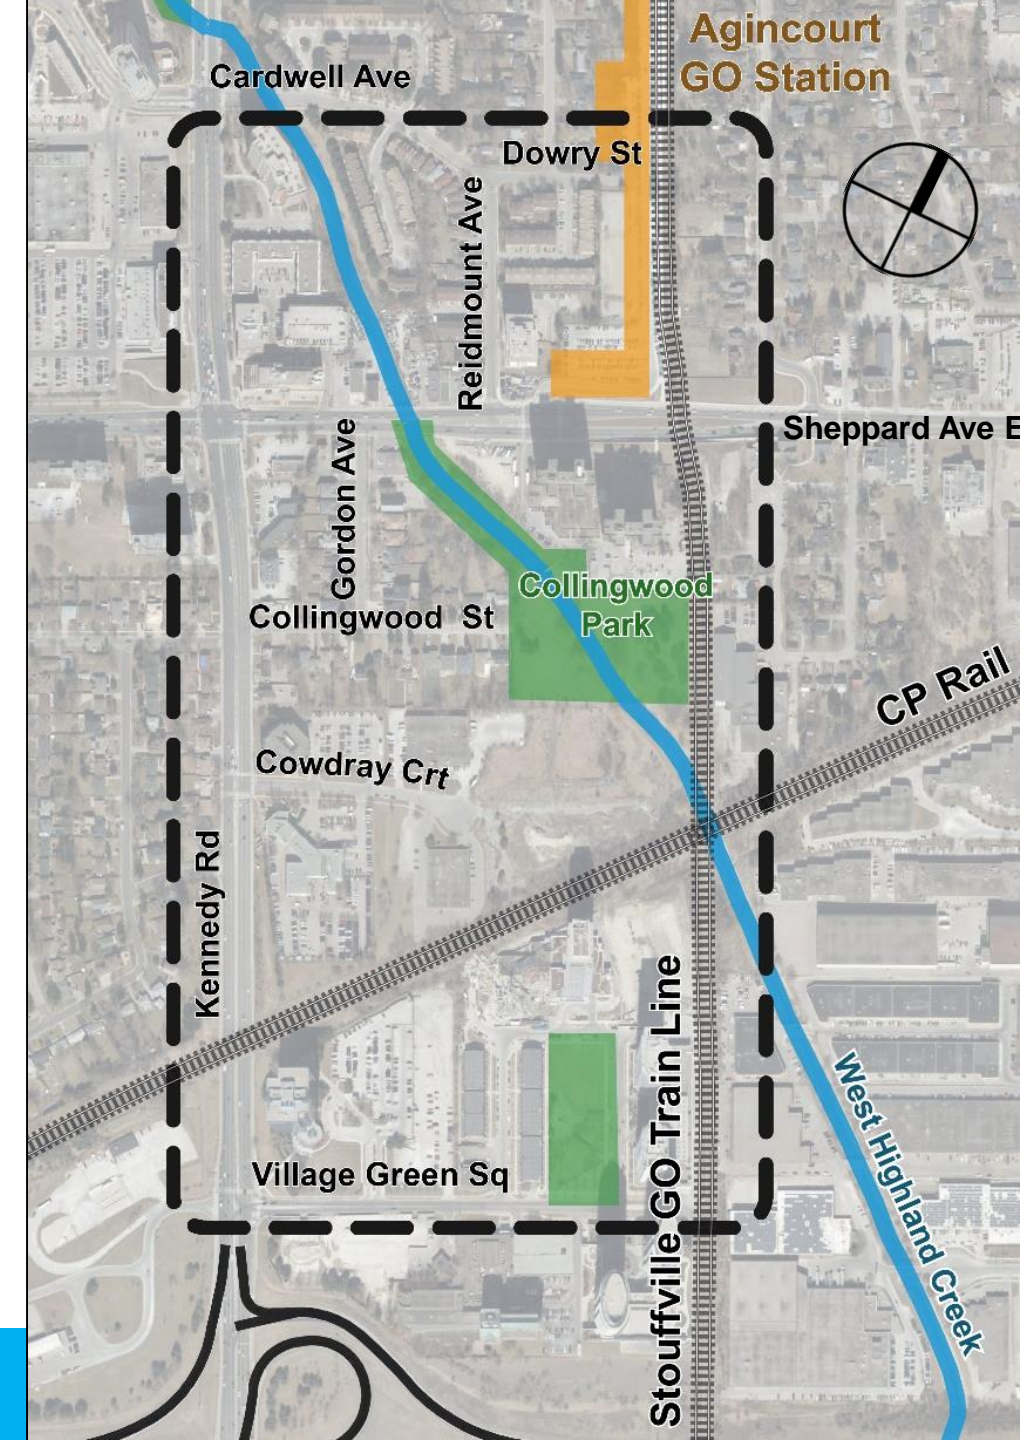 Agincourt
GO Station
Cardwell Ave
Dowry St
Reidmount Ave
Sheppard Ave E
Gordon Ave
Collingwood
Park
Collingwood St
CP Rail
Cowdray Crt
Kennedy Rd
Stouffville GO Train Line
West Highland Creek
Village Green Sq